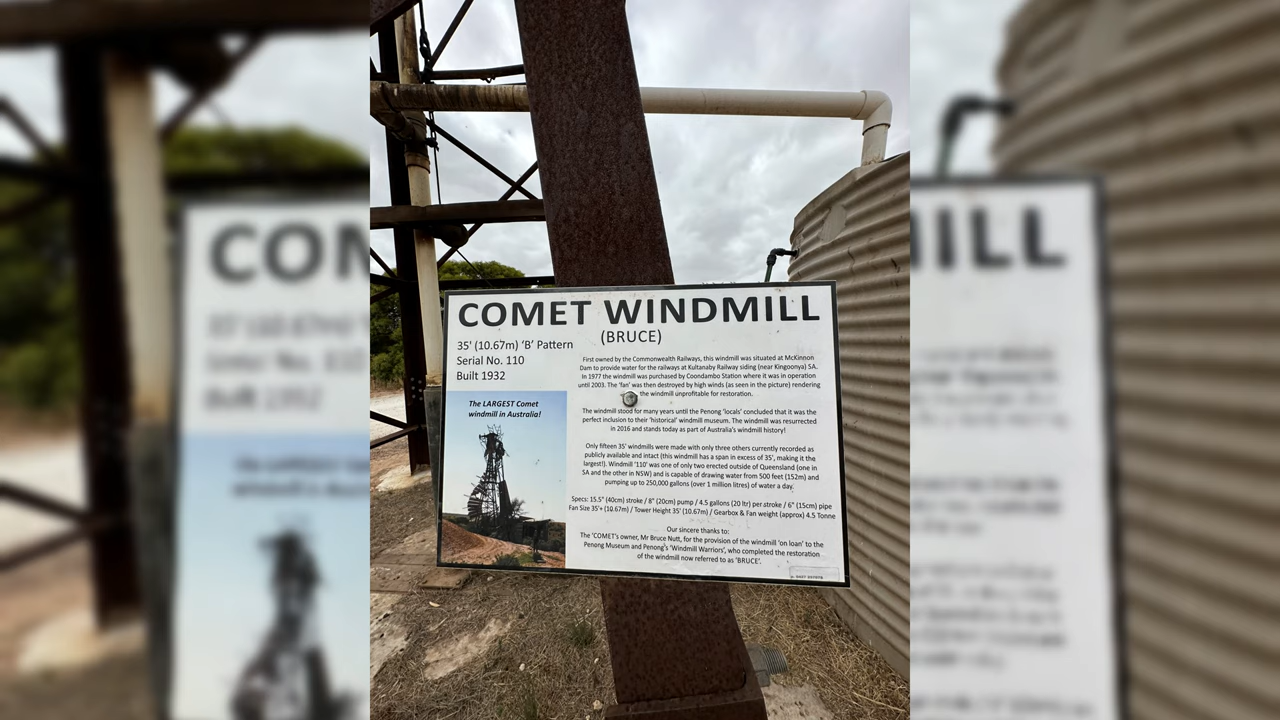 COMET WINDMILL
(BRUCE)
35' (10.67m) 'B' Pattern
Serial No. 110
Built 1932
The LARGEST Comet
windmill in Australia!
First owned by the Commonwealth Railways, this windmill was situated at McKinnon
Dam to provide water for the railways at Kultanaby Railway siding (near Kingoonya) SA.
In 1977 the windmill was purchased by Coondambo Station where it was in operation
until 2003. The 'fan' was then destroyed by high winds (as seen in the picture) rendering
the windmill unprofitable for restoration.
The windmill stood for many years until the Penong 'locals' concluded that it was the
perfect inclusion to their 'historical' windmill museum. The windmill was resurrected
in 2016 and stands today as part of Australia's windmill history!
Only fifteen 35' windmills were made with only three others currently recorded as
publicly available and intact (this windmill has a span in excess of 35', making it the
largest!). Windmill '110' was one of only two erected outside of Queensland (one in
SA and the other in NSW) and is capable of drawing water from 500 feet (152m) and
pumping up to 250,000 gallons (over 1 million litres) of water a day.
Specs: 15.5" (40cm) stroke / 8" (20cm) pump / 4.5 gallons (20 ltr) per stroke / 6" (15cm) pipe
Fan Size 35'+ (10.67m) / Tower Height 35' (10.67m) / Gearbox & Fan weight (approx) 4.5 Tonne
Our sincere thanks to:
The 'COMET's owner, Mr Bruce Nutt, for the provision of the windmill 'on loan' to the
Penong Museum and Penong's 'Windmill Warriors', who completed the restoration
of the windmill now referred to as 'BRUCE'.